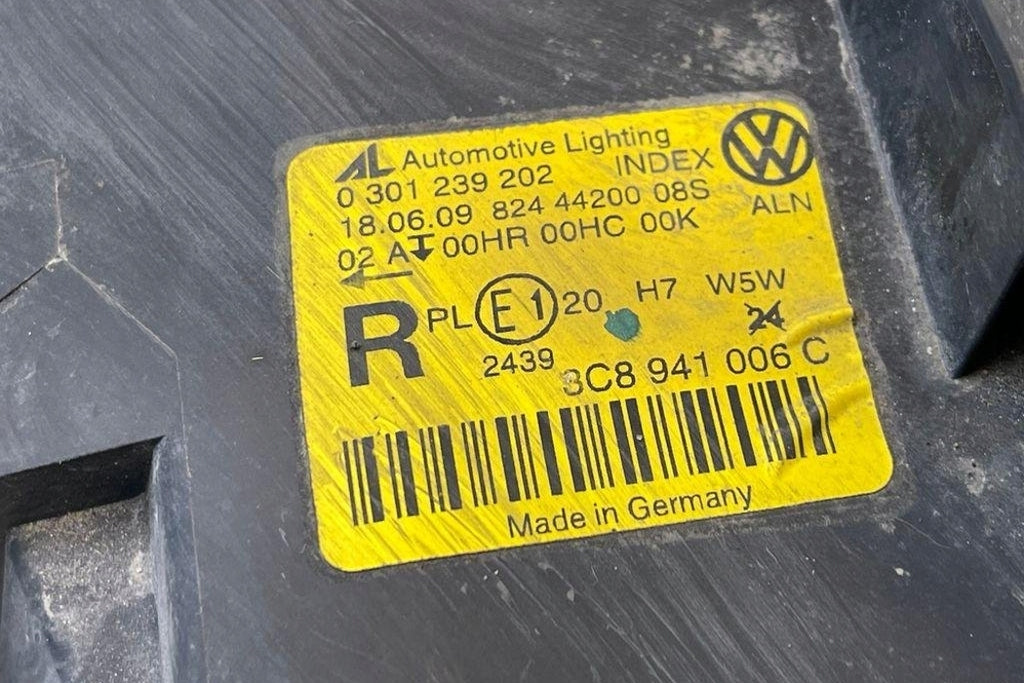 AL Automotive Lighting
0 301 239 202 INDEX
18.06.09 824 44200 08S ALN
02 A 00HR 00HC 00K
R PL E1 20 H7 W5W
24
2439 3C8 941 006 C
Made in Germany